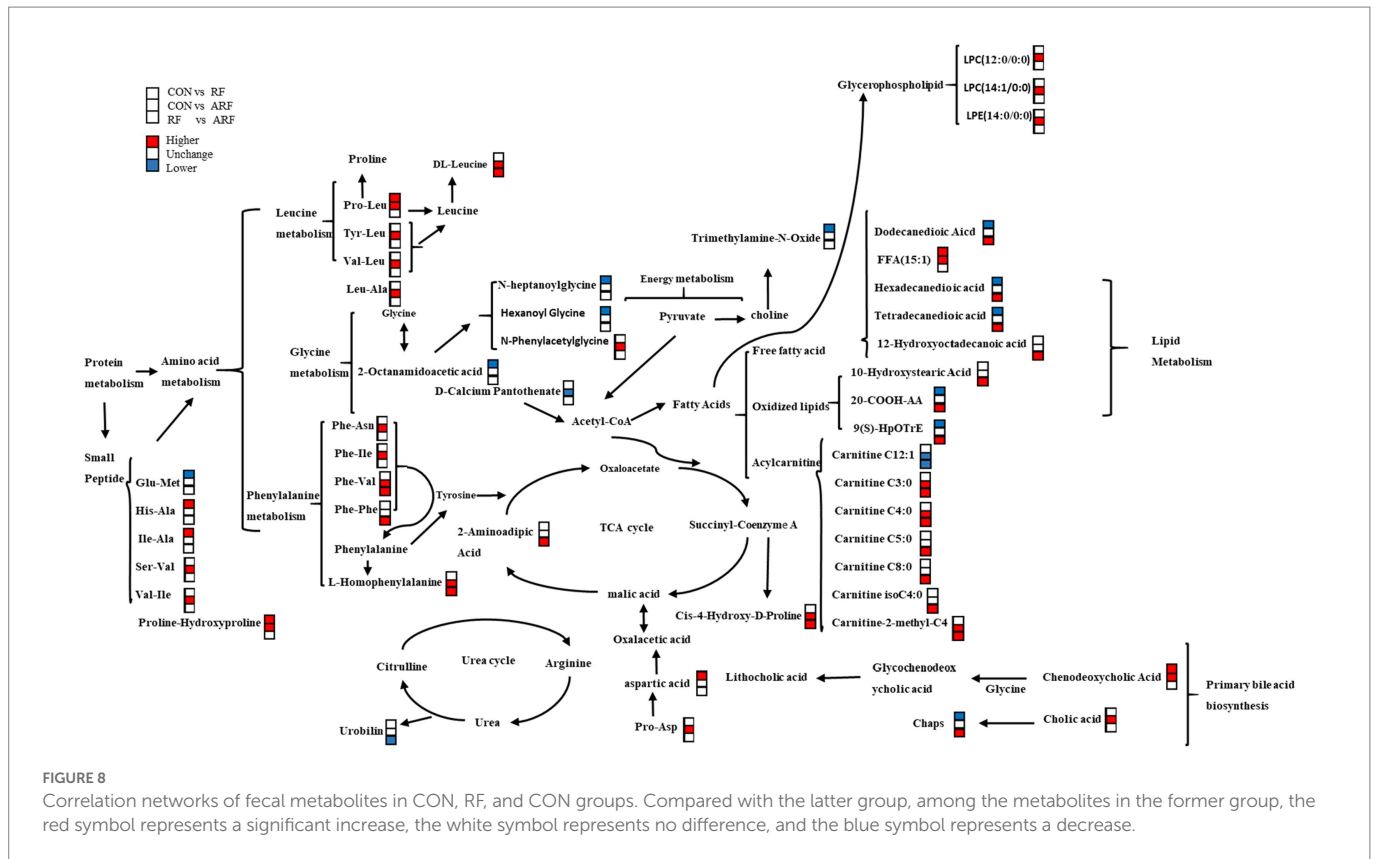 CON vs RF
CON vs ARF
RF vs ARF
Higher
Unchange
Lower
Glycerophospholipid
LPC(12:0/0:0)
LPC(14:1/0:0)
LPE(14:0/0:0)
Proline
DL-Leucine
Leucine
metabolism
Pro-Leu
Leucine
Tyr-Leu
Val-Leu
Leu-Ala
Glycine
Trimethylamine-N-Oxide
Energy metabolism
Pyruvate
choline
N-heptanoylglycine
Hexanoyl Glycine
N-Phenylacetylglycine
Glycine
metabolism
2-Octanamidoacetic acid
D-Calcium Pantothenate
Acetyl-CoA
Fatty Acids
Protein
metabolism
Amino acid
metabolism
Small
Peptide
Glu-Met
His-Ala
Ile-Ala
Ser-Val
Val-Ile
Proline-Hydroxyproline
Phenylalanine
metabolism
Phe-Asn
Phe-Ile
Phe-Val
Phe-Phe
Phenylalanine
L-Homophenylalanine
Tyrosine
2-Aminoadipic
Acid
Oxaloacetate
TCA cycle
Succinyl-Coenzyme A
malic acid
Cis-4-Hydroxy-D-Proline
Oxalacetic acid
aspartic acid
Pro-Asp
Citrulline
Urea cycle
Arginine
Urea
Urobilin
Free fatty acid
Oxidized lipids
Acylcarnitine
Dodecanedioic Aicd
FFA(15:1)
Hexadecanedioic acid
Tetradecanedioic acid
12-Hydroxyoctadecanoic acid
10-Hydroxystearic Acid
20-COOH-AA
9(S)-HpOTrE
Carnitine C12:1
Carnitine C3:0
Carnitine C4:0
Carnitine C5:0
Carnitine C8:0
Carnitine isoC4:0
Carnitine-2-methyl-C4
Lipid
Metabolism
Lithocholic acid
Glycochenodeox
ycholic acid
Glycine
Chenodeoxycholic Acid
Chaps
Cholic acid
Primary bile acid
biosynthesis
FIGURE 8
Correlation networks of fecal metabolites in CON, RF, and CON groups. Compared with the latter group, among the metabolites in the former group, the
red symbol represents a significant increase, the white symbol represents no difference, and the blue symbol represents a decrease.